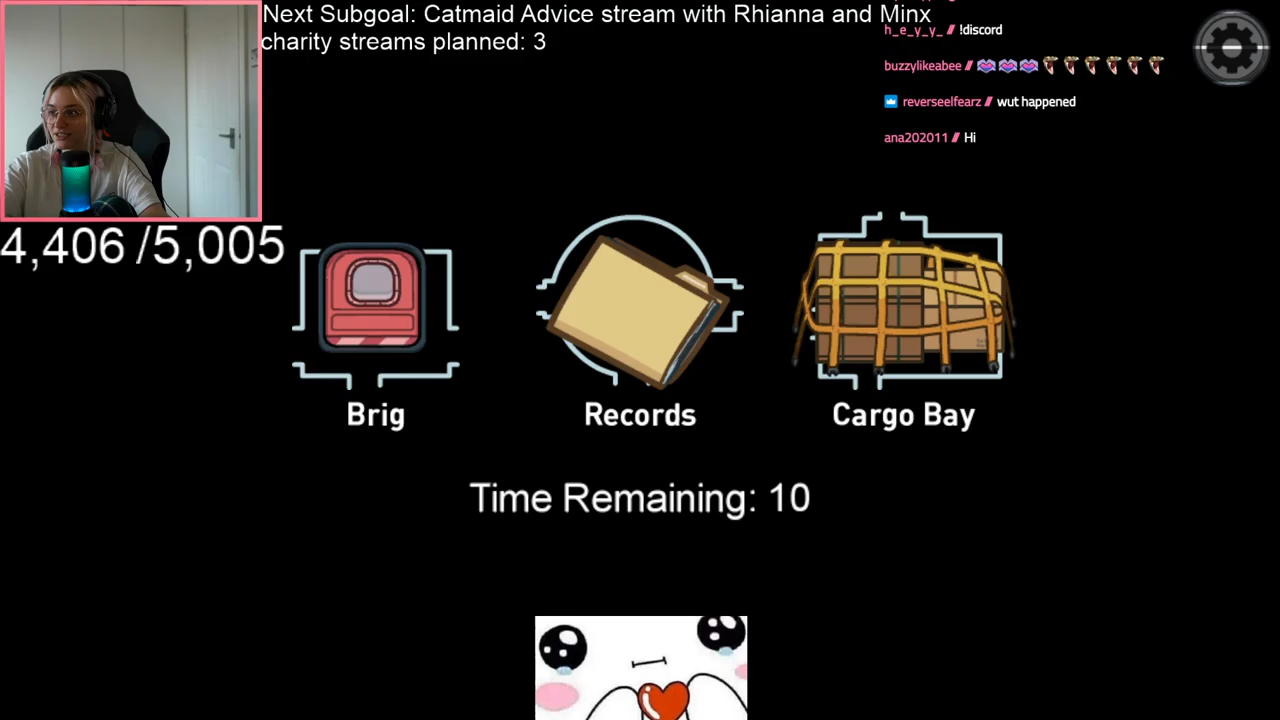 Next Subgoal: Catmaid Advice stream with Rhianna and Minx
charity streams planned: 3
h_e_y_y_ // !discord
buzzylikeabee //
reverseelfearz // wut happened
ana202011 // Hi
4,406 /5,005
Brig
Records
Cargo Bay
Time Remaining: 10